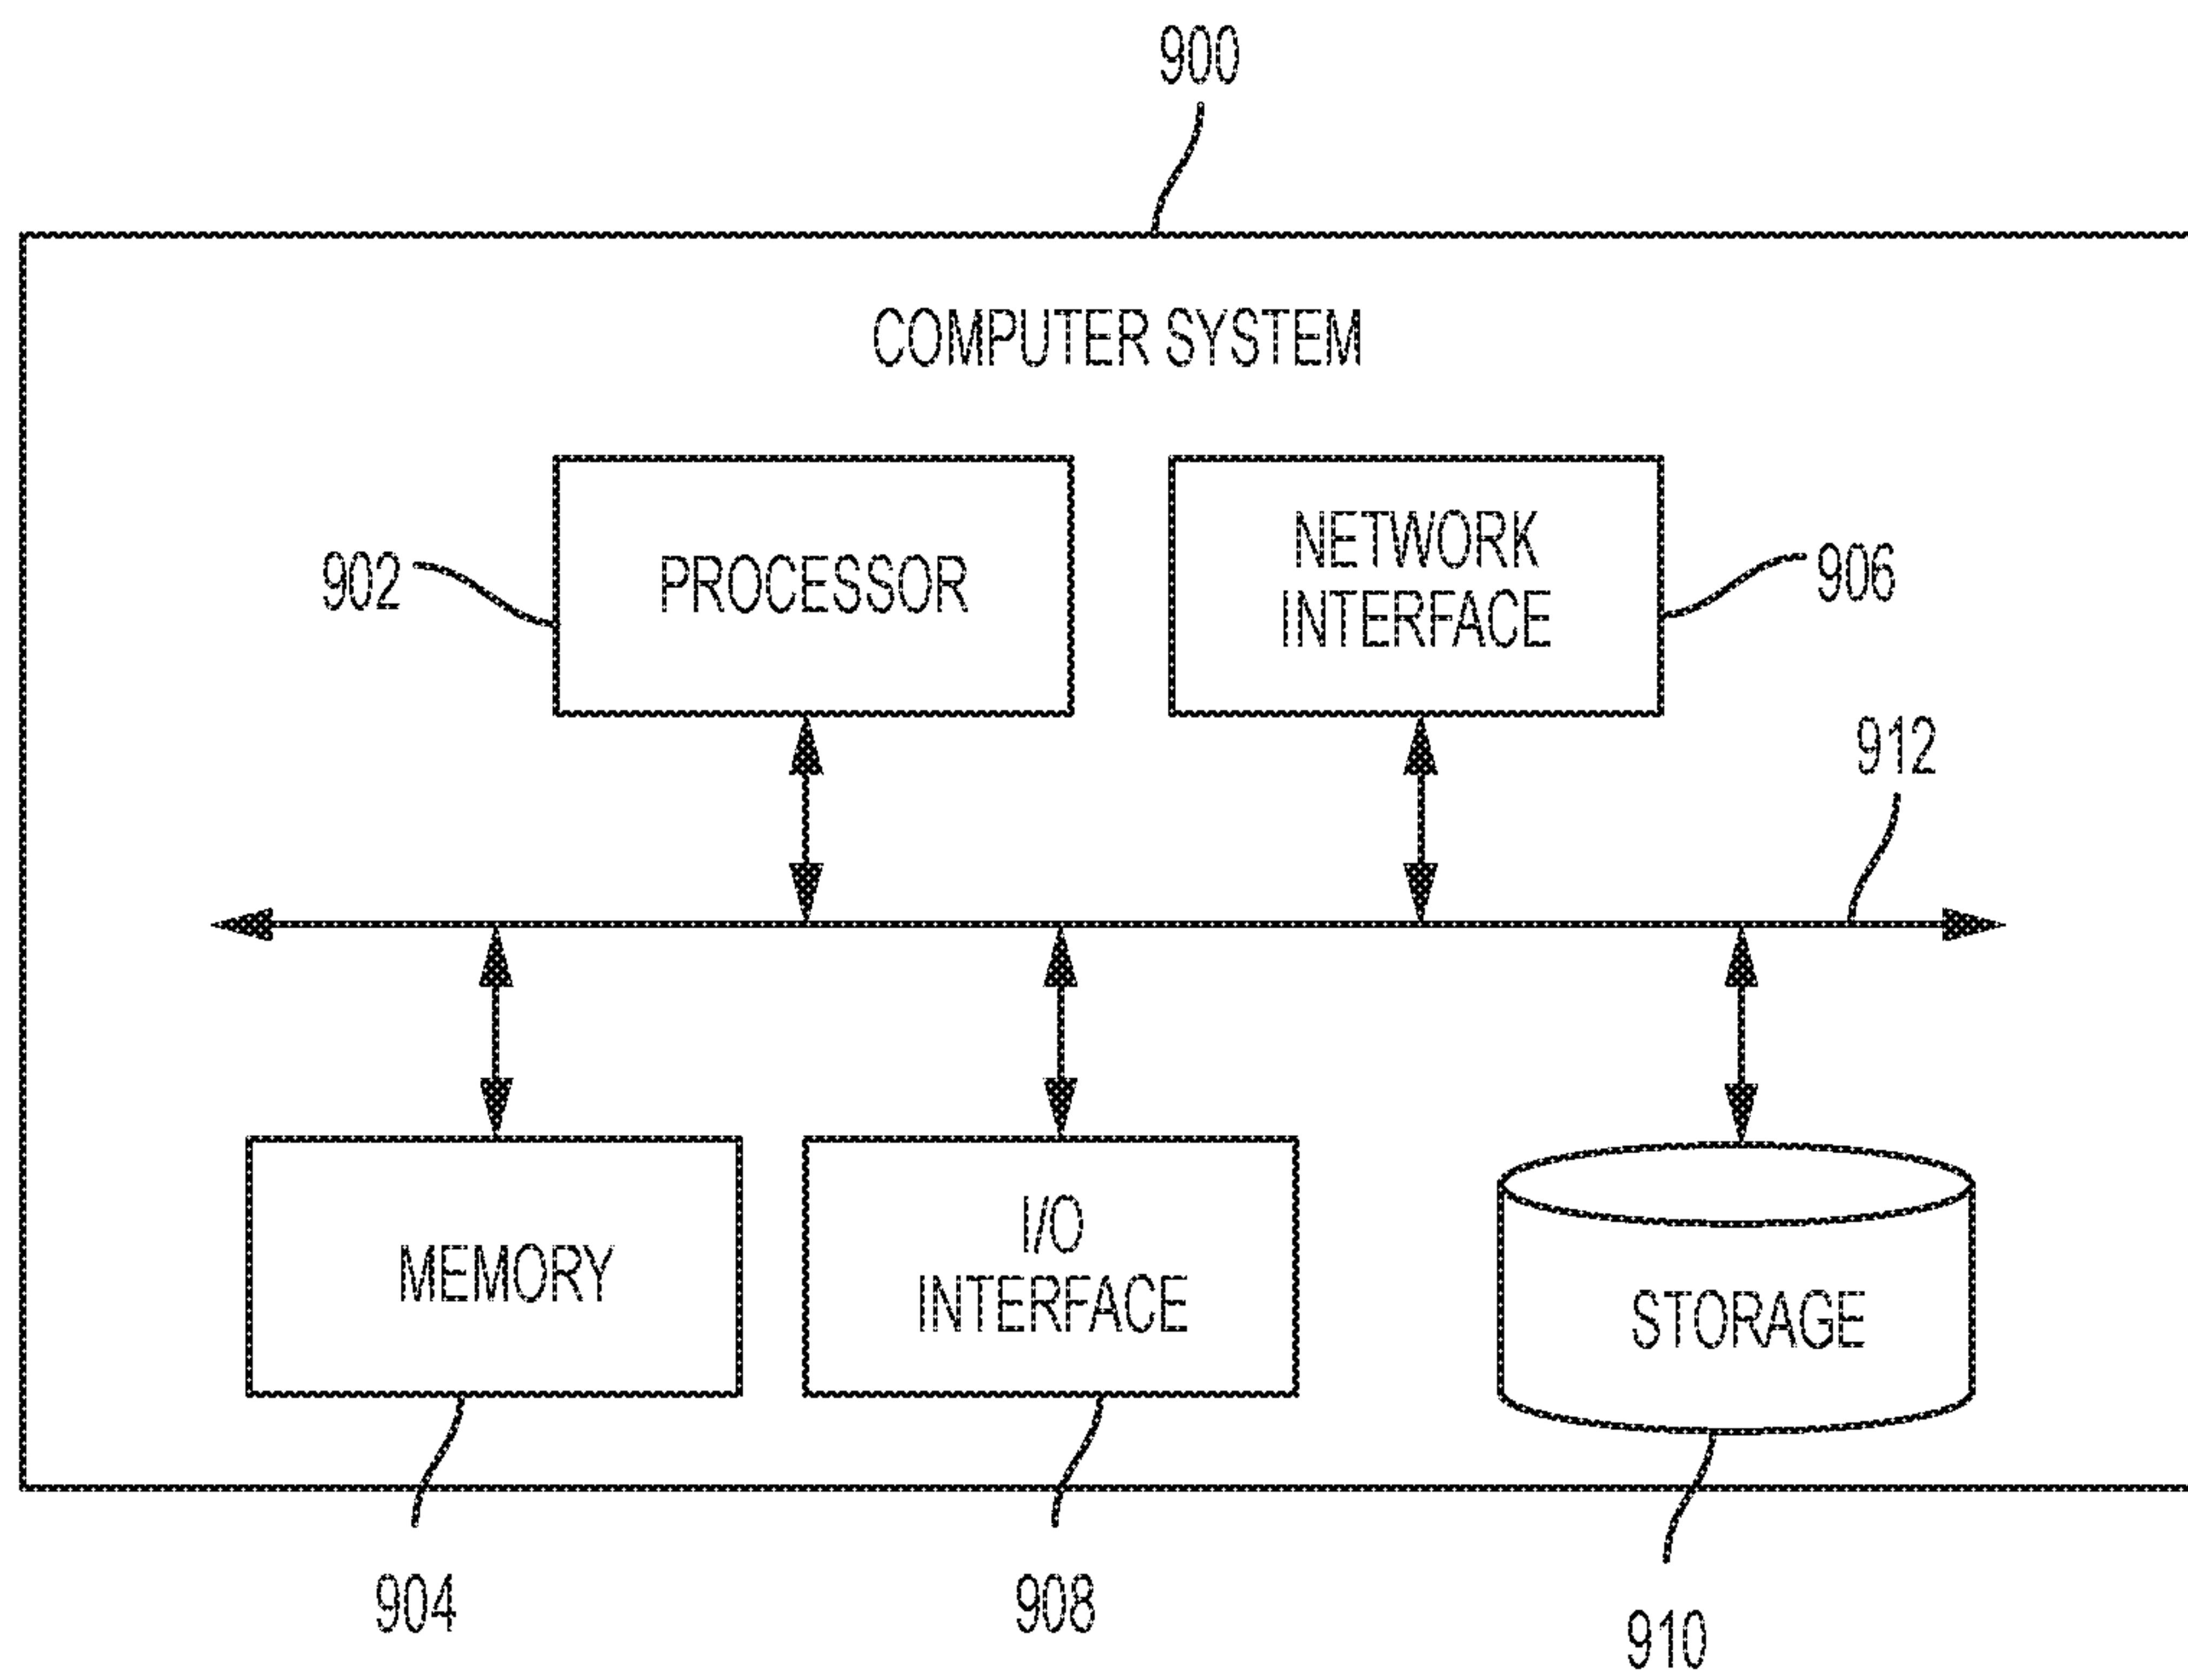 900
COMPUTER SYSTEM
902
PROCESSOR
NETWORK
INTERFACE
906
912
MEMORY
I/O
INTERFACE
STORAGE
904
908
910